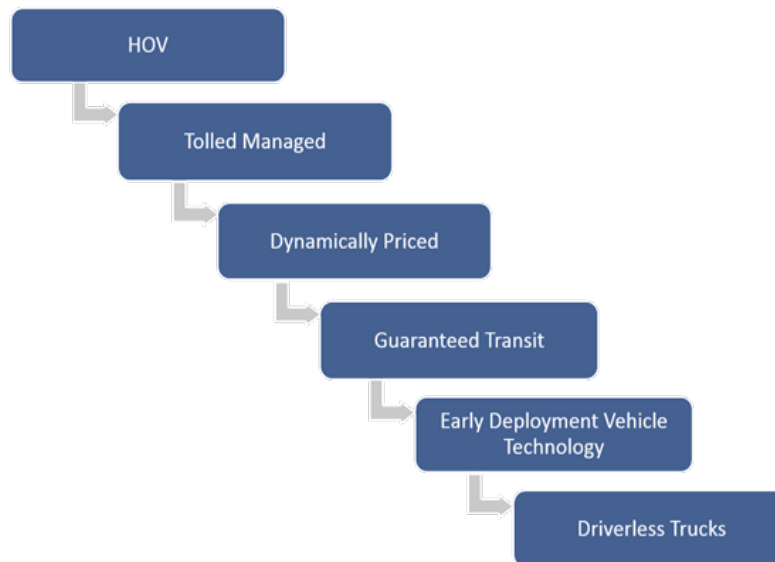 HOV
Tolled Managed
Dynamically Priced
Guaranteed Transit
Early Deployment Vehicle
Technology
Driverless Trucks